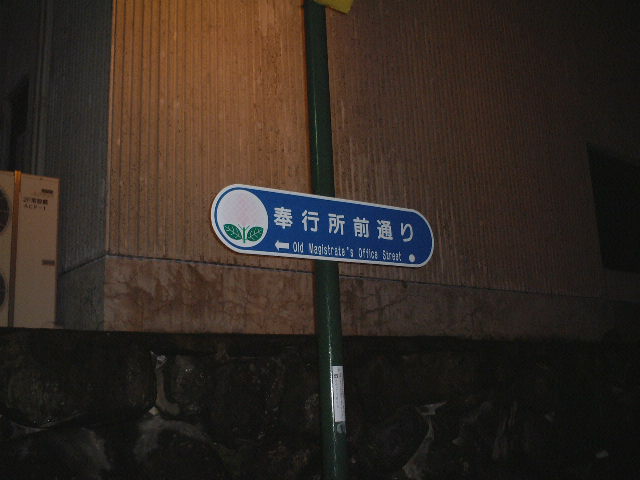 奉行所前通り
Old Magistrate's Office Street